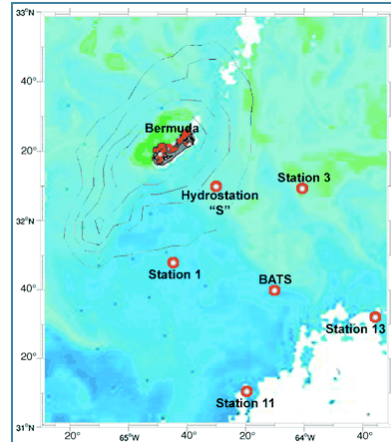 33°N
40°
Bermuda
20°
Station 3
Hydrostation
"S"
32°N
Station 1
BATS
40°
Station 13
20°
Station 11
31°N
20°
65°W
40°
20°
64°W
40°